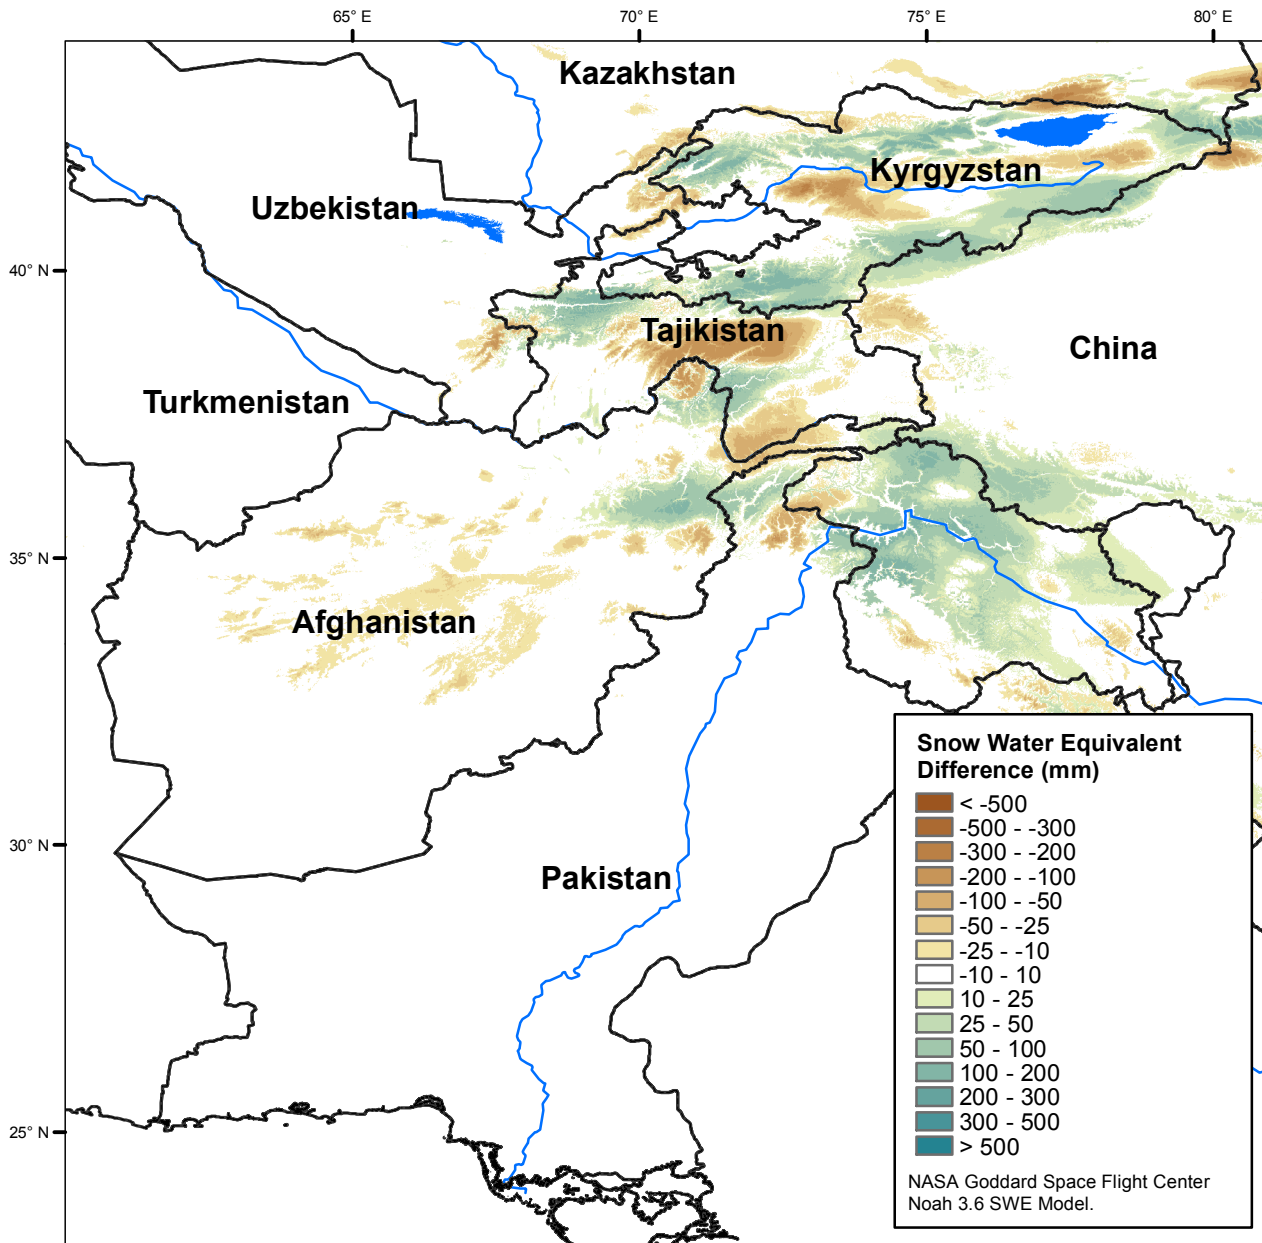 65° E
70° E
75° E
80° E
Kazakhstan
Kyrgyzstan
Uzbekistan
40° N
Tajikistan
China
Turkmenistan
35° N
Afghanistan
30° N
Pakistan
25° N
Snow Water Equivalent
Difference (mm)
< -500
-500 - -300
-300 - -200
-200 - -100
-100 - -50
-50 - -25
-25 - -10
-10 - 10
10 - 25
25 - 50
50 - 100
100 - 200
200 - 300
300 - 500
> 500
NASA Goddard Space Flight Center
Noah 3.6 SWE Model.